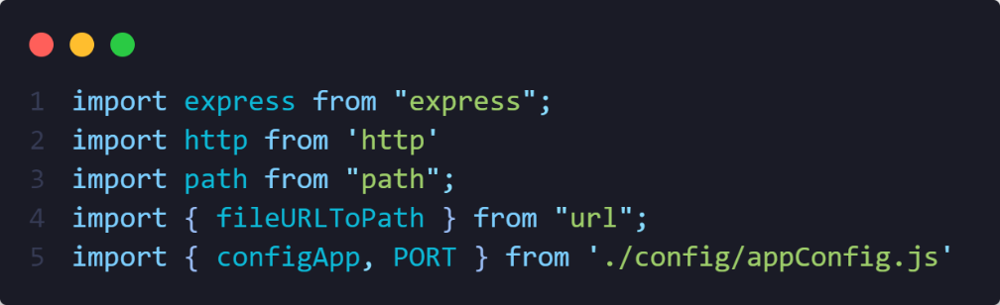 1 import express from "express";
2 import http from 'http'
3 import path from "path";
4 import { fileURLToPath } from "url";
5 import { configApp, PORT } from './config/appConfig.js'